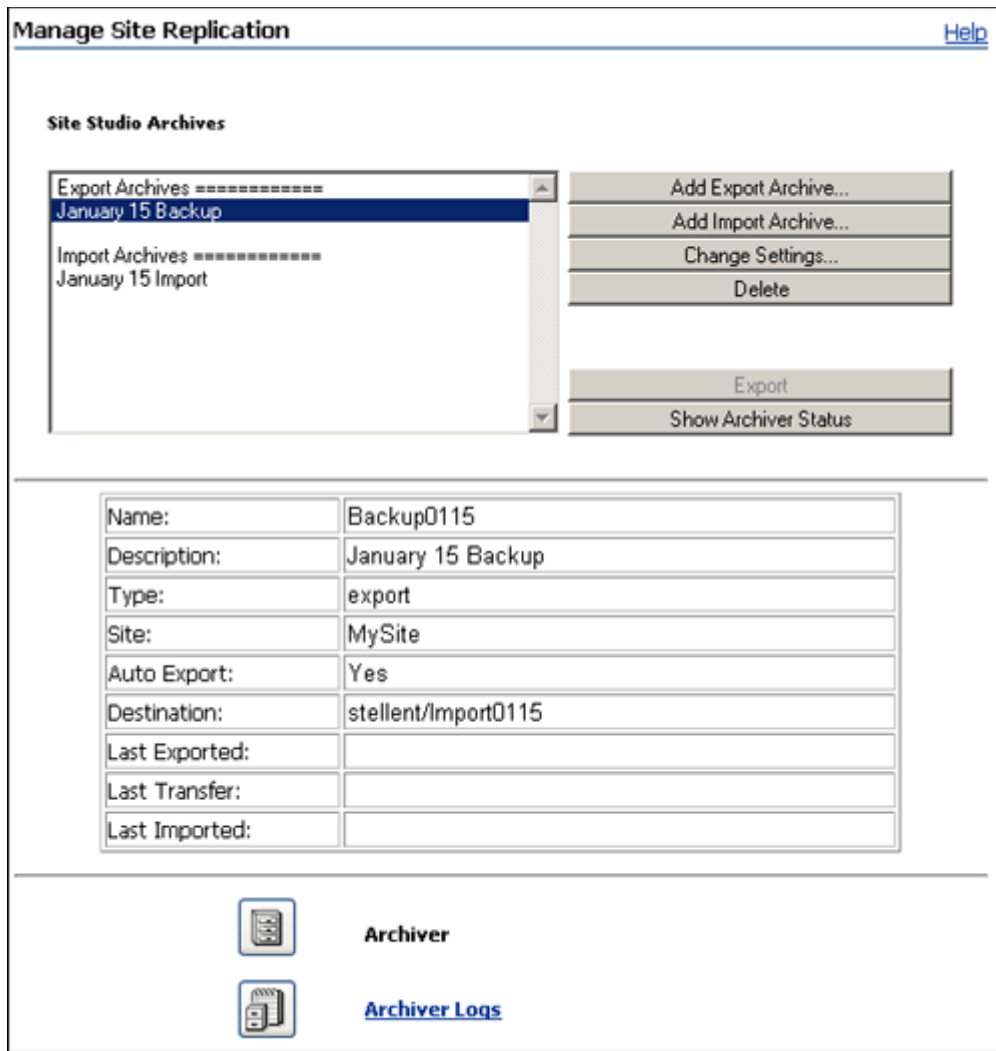 Manage Site Replication
Help
Site Studio Archives
Export Archives ============
January 15 Backup
Import Archives ============
January 15 Import
Add Export Archive...
Add Import Archive...
Change Settings...
Delete
Export
Show Archiver Status
Name: Backup0115
Description: January 15 Backup
Type: export
Site: MySite
Auto Export: Yes
Destination: stellent/Import0115
Last Exported:
Last Transfer:
Last Imported:
Archiver
Archiver Logs